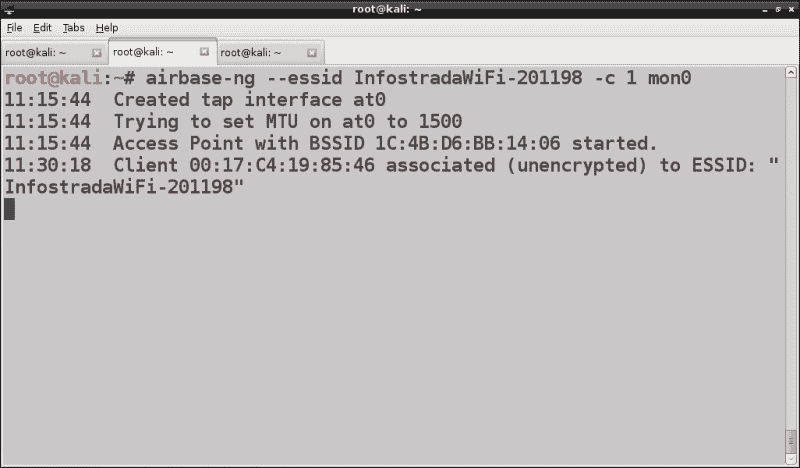 root@kali: ~
File Edit Tabs Help
root@kali: ~ root@kali: ~ root@kali: ~
root@kali:~# airbase-ng --essid InfostradaWiFi-201198 -c 1 mon0
11:15:44  Created tap interface at0
11:15:44  Trying to set MTU on at0 to 1500
11:15:44  Access Point with BSSID 1C:4B:D6:BB:14:06 started.
11:30:18  Client 00:17:C4:19:85:46 associated (unencrypted) to ESSID: "
InfostradaWiFi-201198"